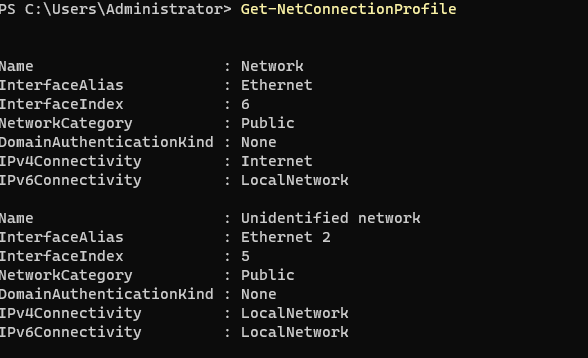 PS C:\Users\Administrator> Get-NetConnectionProfile
Name                     : Network
InterfaceAlias           : Ethernet
InterfaceIndex           : 6
NetworkCategory          : Public
DomainAuthenticationKind : None
IPv4Connectivity         : Internet
IPv6Connectivity         : LocalNetwork
Name                     : Unidentified network
InterfaceAlias           : Ethernet 2
InterfaceIndex           : 5
NetworkCategory          : Public
DomainAuthenticationKind : None
IPv4Connectivity         : LocalNetwork
IPv6Connectivity         : LocalNetwork